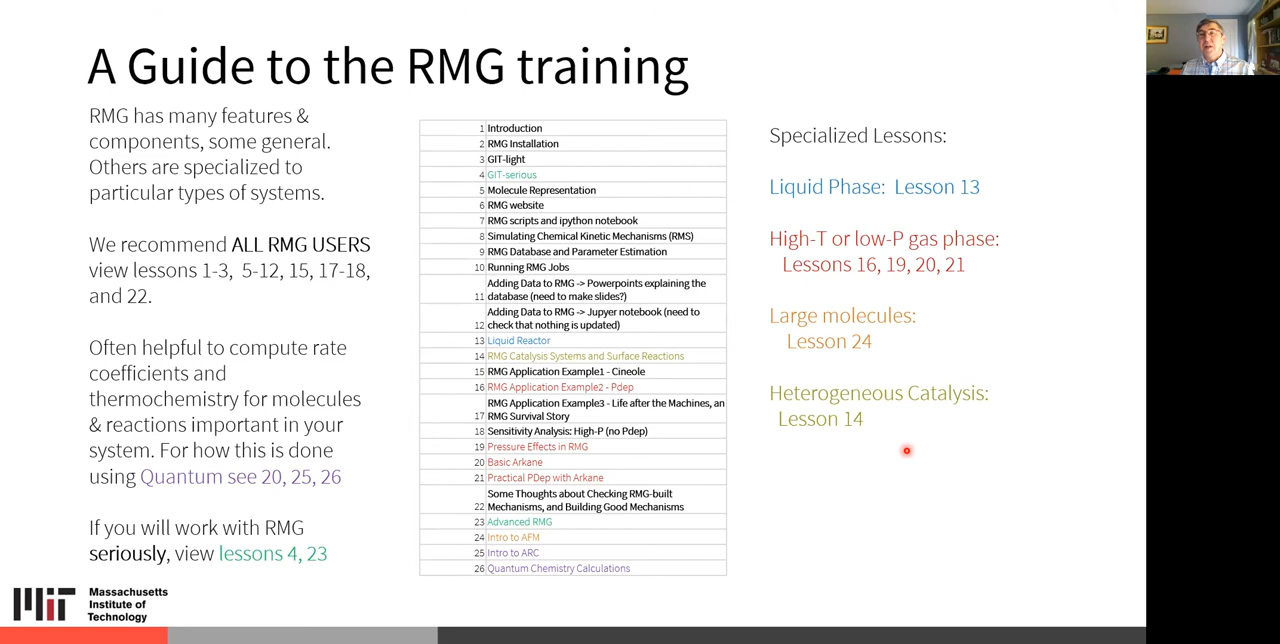 A Guide to the RMG training
RMG has many features &
components, some general.
Others are specialized to
particular types of systems.
We recommend ALL RMG USERS
view lessons 1-3, 5-12, 15, 17-18,
and 22.
Often helpful to compute rate
coefficients and
thermochemistry for molecules
& reactions important in your
system. For how this is done
using Quantum see 20, 25, 26
If you will work with RMG
seriously, view lessons 4, 23
1 Introduction
2 RMG Installation
3 GIT-light
4 GIT-serious
5 Molecule Representation
6 RMG website
7 RMG scripts and ipython notebook
8 Simulating Chemical Kinetic Mechanisms (RMS)
9 RMG Database and Parameter Estimation
10 Running RMG Jobs
Adding Data to RMG -> Powerpoints explaining the
11 database (need to make slides?)
Adding Data to RMG -> Jupyer notebook (need to
12 check that nothing is updated)
13 Liquid Reactor
14 RMG Catalysis Systems and Surface Reactions
15 RMG Application Example1 - Cineole
16 RMG Application Example2 - Pdep
RMG Application Example3 - Life after the Machines, an
17 RMG Survival Story
18 Sensitivity Analysis: High-P (no Pdep)
19 Pressure Effects in RMG
20 Basic Arkane
21 Practical PDep with Arkane
Some Thoughts about Checking RMG-built
22 Mechanisms, and Building Good Mechanisms
23 Advanced RMG
24 Intro to AFM
25 Intro to ARC
26 Quantum Chemistry Calculations
Specialized Lessons:
Liquid Phase: Lesson 13
High-T or low-P gas phase:
Lessons 16, 19, 20, 21
Large molecules:
Lesson 24
Heterogeneous Catalysis:
Lesson 14
MIT
Massachusetts
Institute of
Technology